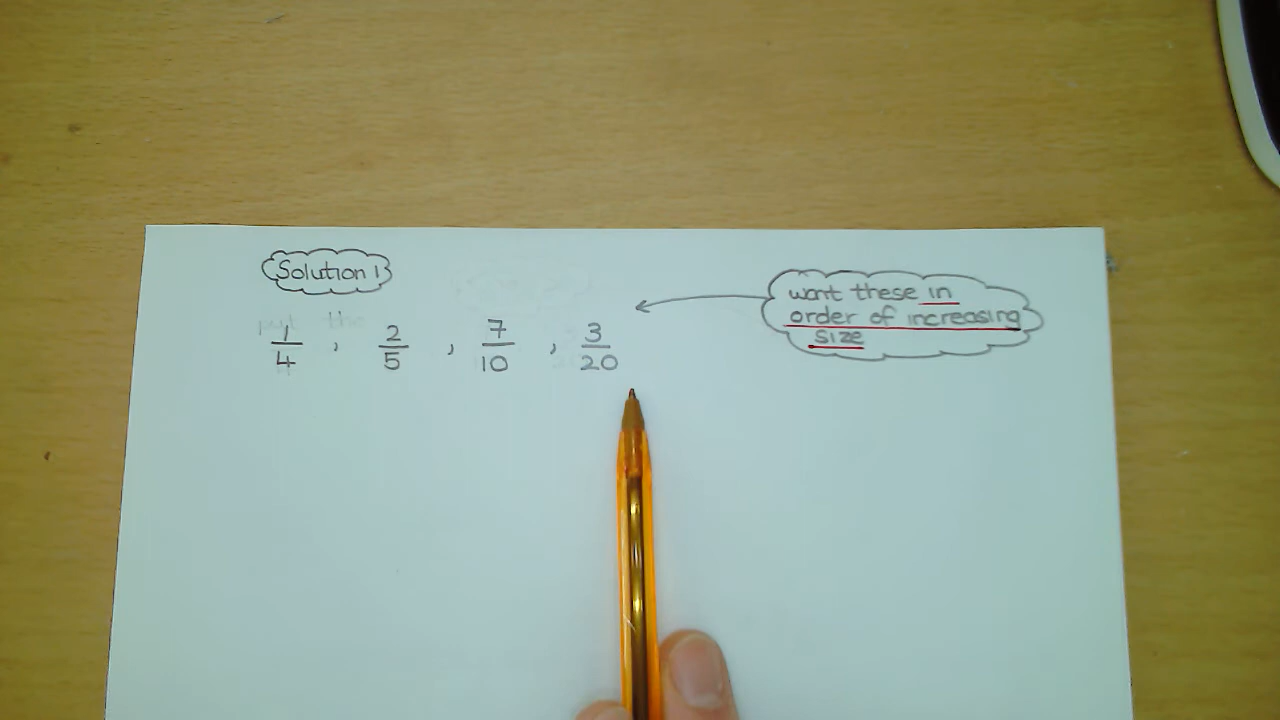 Solution 1
want these in
order of increasing
size
1/4 , 2/5 , 7/10 , 3/20